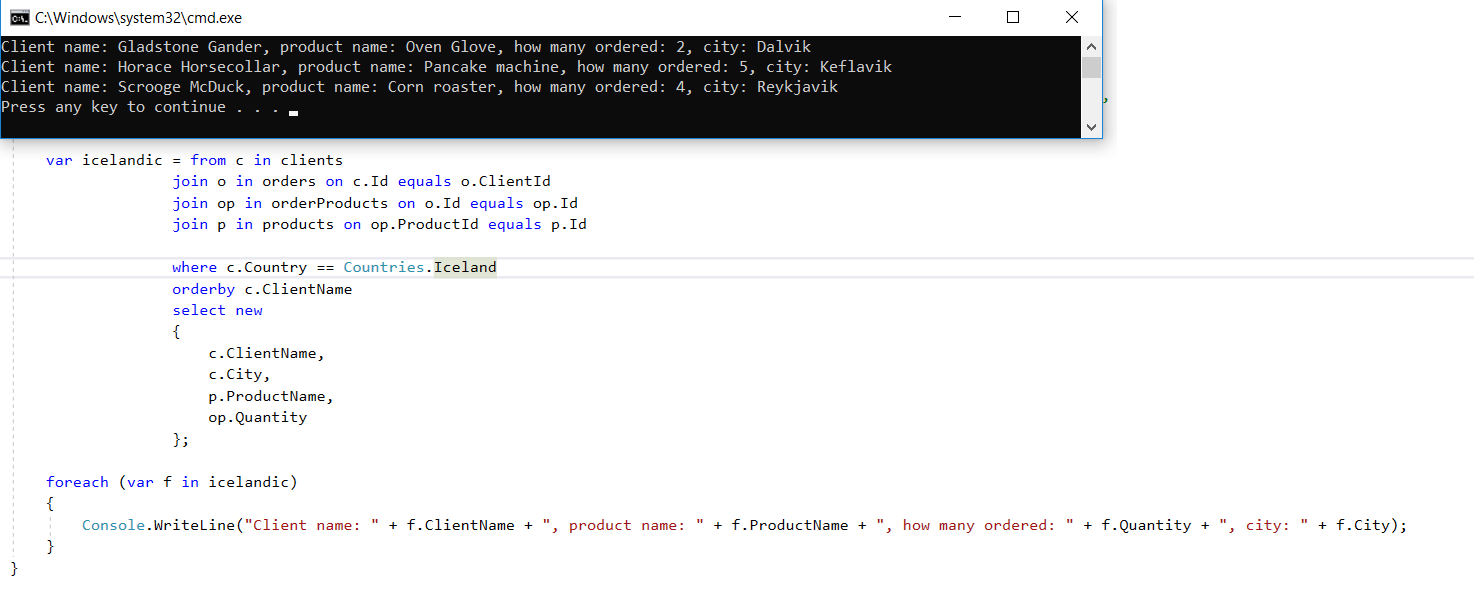 C:\Windows\system32\cmd.exe
Client name: Gladstone Gander, product name: Oven Glove, how many ordered: 2, city: Dalvik
Client name: Horace Horsecollar, product name: Pancake machine, how many ordered: 5, city: Keflavik
Client name: Scrooge McDuck, product name: Corn roaster, how many ordered: 4, city: Reykjavik
Press any key to continue . . .
var icelandic = from c in clients
join o in orders on c.Id equals o.ClientId
join op in orderProducts on o.Id equals op.Id
join p in products on op.ProductId equals p.Id
where c.Country == Countries.Iceland
orderby c.ClientName
select new
{
c.ClientName,
c.City,
p.ProductName,
op.Quantity
};
foreach (var f in icelandic)
{
Console.WriteLine("Client name: " + f.ClientName + ", product name: " + f.ProductName + ", how many ordered: " + f.Quantity + ", city: " + f.City);
}
}